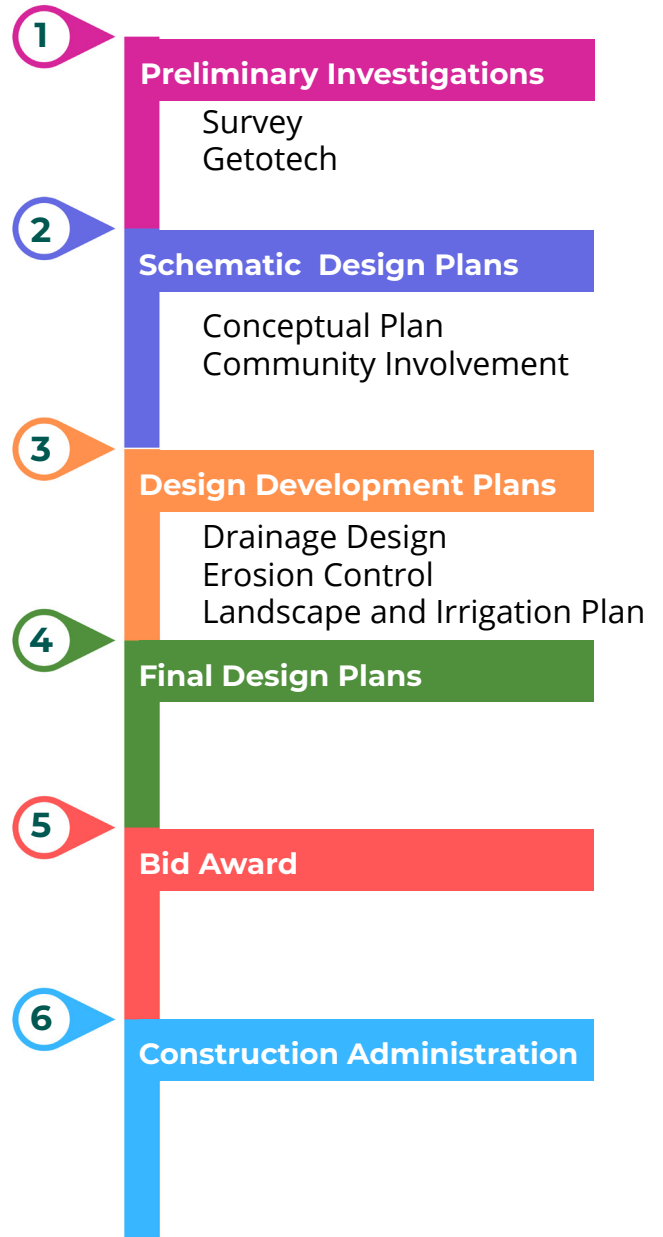 1
Preliminary Investigations
Survey
Getotech
2
Schematic  Design Plans
Conceptual Plan
Community Involvement
3
Design Development Plans
Drainage Design
Erosion Control
Landscape and Irrigation Plan
4
Final Design Plans
5
Bid Award
6
Construction Administration